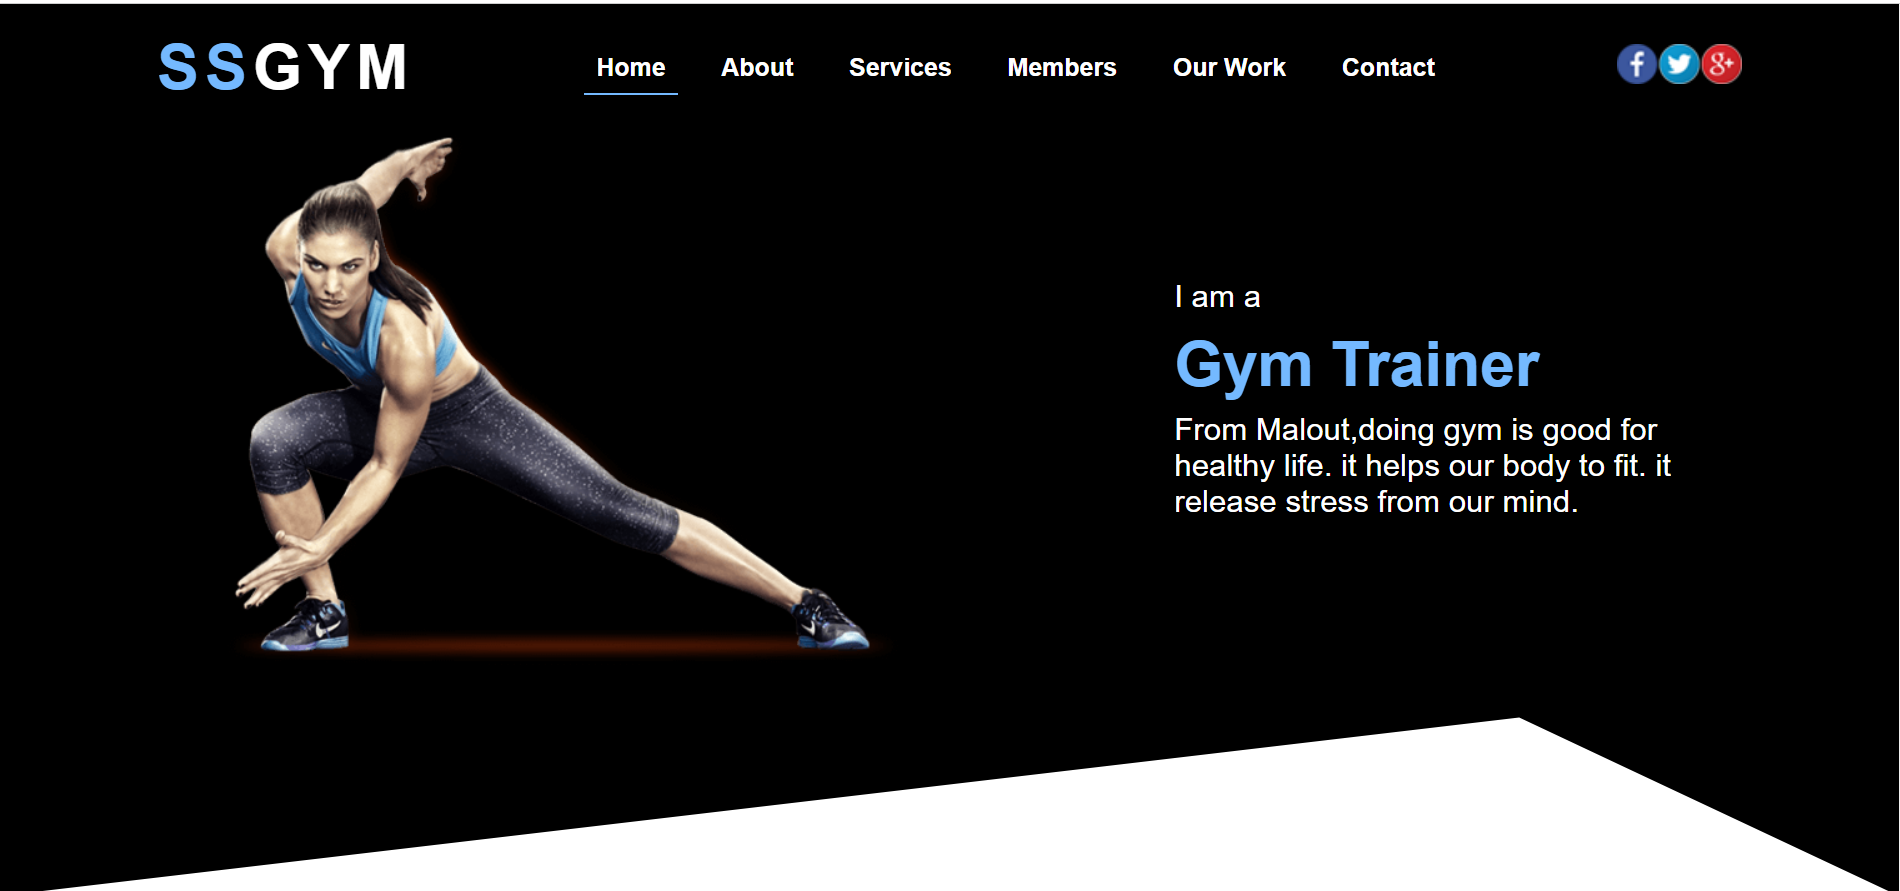 SSGYM
Home About Services Members Our Work Contact
f g+
I am a
Gym Trainer
From Malout,doing gym is good for
healthy life. it helps our body to fit. it
release stress from our mind.